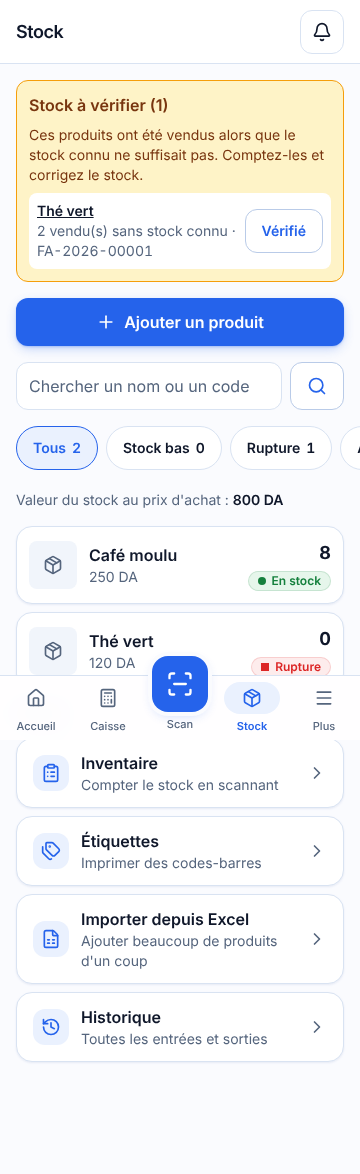 Stock
Stock à vérifier (1)
Ces produits ont été vendus alors que le
stock connu ne suffisait pas. Comptez-les et
corrigez le stock.
Thé vert
2 vendu(s) sans stock connu ·
FA-2026-00001
Vérifié
Ajouter un produit
Chercher un nom ou un code
Tous 2
Stock bas 0
Rupture 1
Valeur du stock au prix d'achat : 800 DA
Café moulu
250 DA
8
En stock
Thé vert
120 DA
0
Rupture
Accueil
Caisse
Scan
Stock
Plus
Inventaire
Compter le stock en scannant
Étiquettes
Imprimer des codes-barres
Importer depuis Excel
Ajouter beaucoup de produits
d'un coup
Historique
Toutes les entrées et sorties